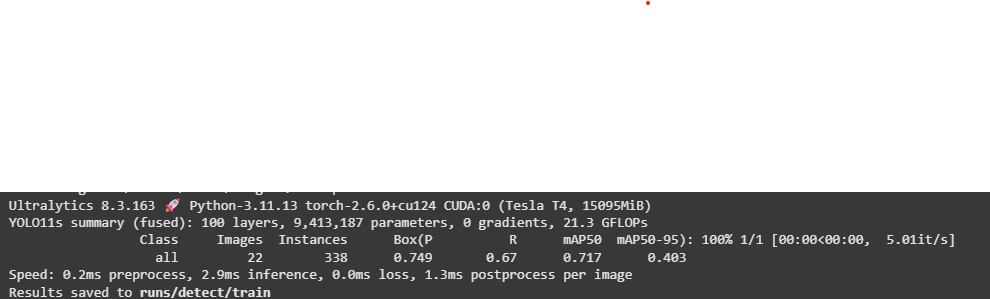 Ultralytics 8.3.163 🚀 Python-3.11.13 torch-2.6.0+cu124 CUDA:0 (Tesla T4, 15095MiB)
YOLO11s summary (fused): 100 layers, 9,413,187 parameters, 0 gradients, 21.3 GFLOPs
Class Images Instances Box(P R mAP50 mAP50-95): 100% 1/1 [00:00<00:00, 5.01it/s]
all 22 338 0.749 0.67 0.717 0.403
Speed: 0.2ms preprocess, 2.9ms inference, 0.0ms loss, 1.3ms postprocess per image
Results saved to runs/detect/train